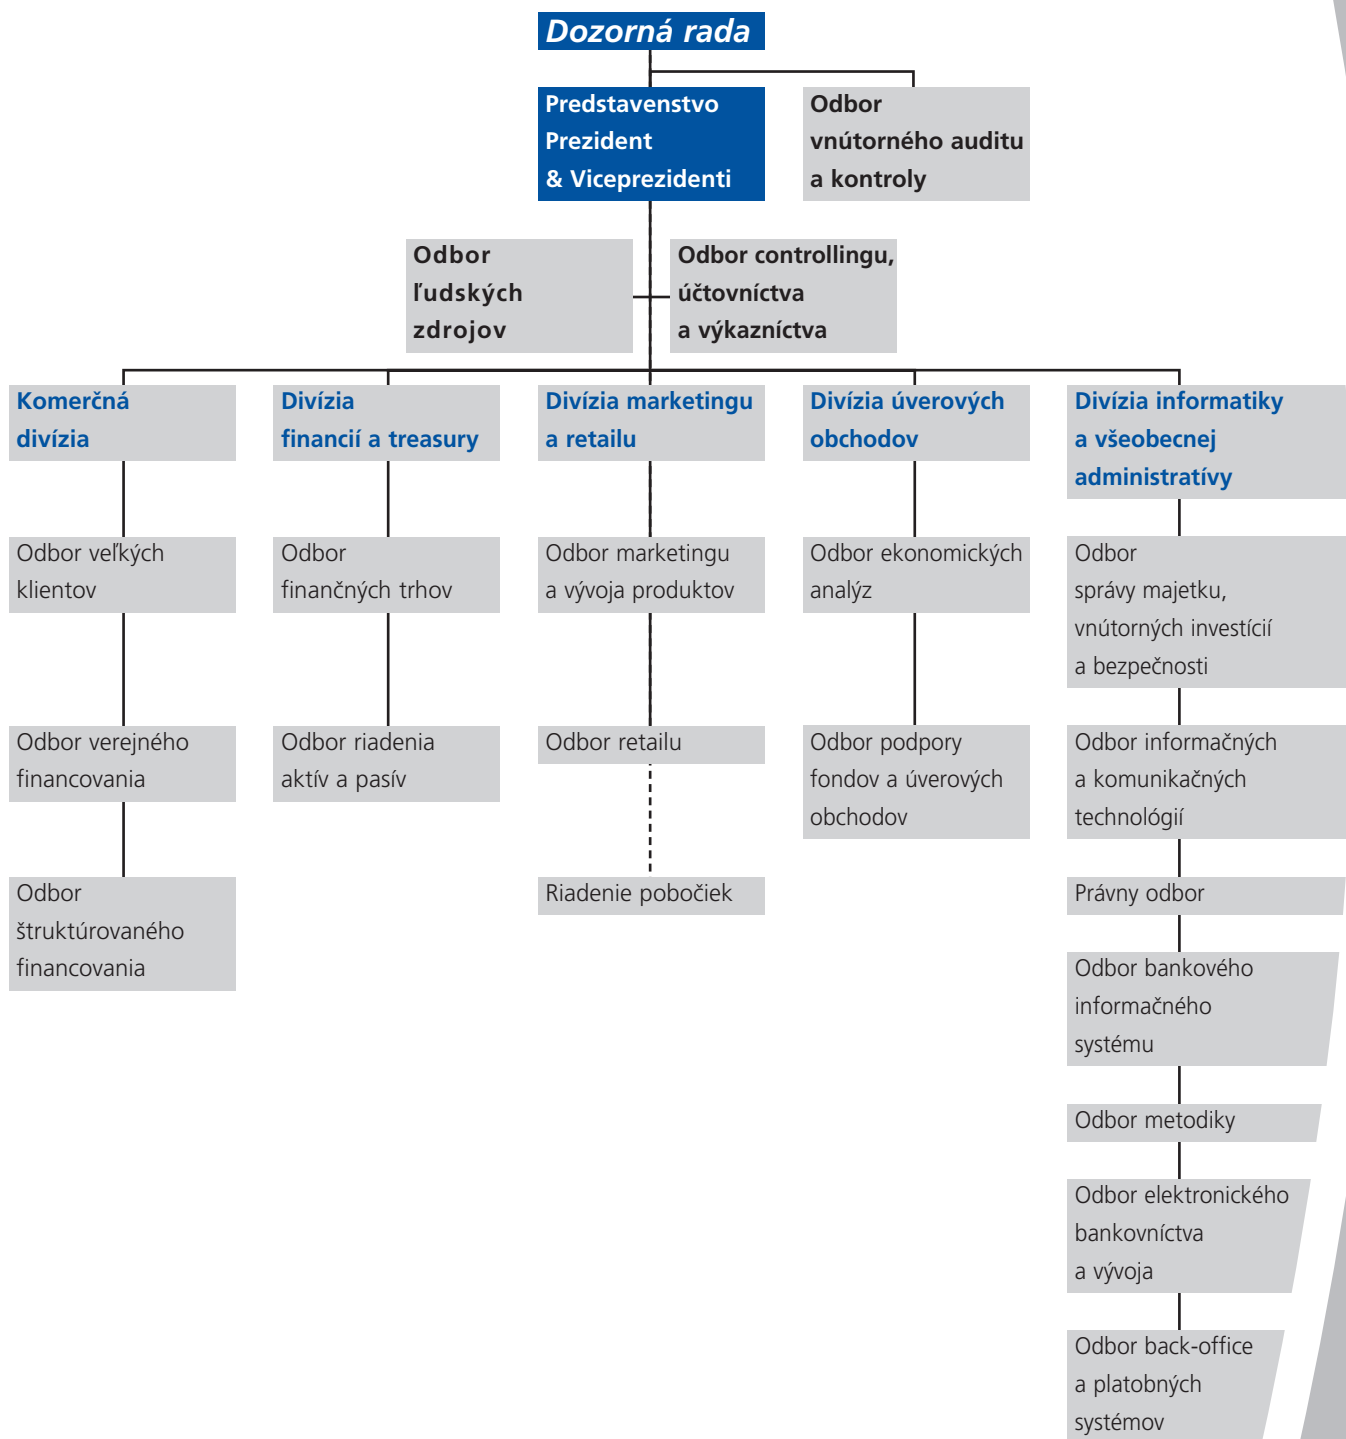 Dozorná rada
Predstavenstvo
Prezident
& Viceprezidenti
Odbor
vnútorného auditu
a kontroly
Odbor
ľudských
zdrojov
Odbor controllingu,
účtovníctva
a výkazníctva
Komerčná
divízia
Odbor veľkých
klientov
Odbor verejného
financovania
Odbor
štruktúrovaného
financovania
Divízia
financií a treasury
Odbor
finančných trhov
Odbor riadenia
aktív a pasív
Divízia marketingu
a retailu
Odbor marketingu
a vývoja produktov
Odbor retailu
Riadenie pobočiek
Divízia úverových
obchodov
Odbor ekonomických
analýz
Odbor podpory
fondov a úverových
obchodov
Divízia informatiky
a všeobecnej
administratívy
Odbor
správy majetku,
vnútorných investícií
a bezpečnosti
Odbor informačných
a komunikačných
technológií
Právny odbor
Odbor bankového
informačného
systému
Odbor metodiky
Odbor elektronického
bankovníctva
a vývoja
Odbor back-office
a platobných
systémov